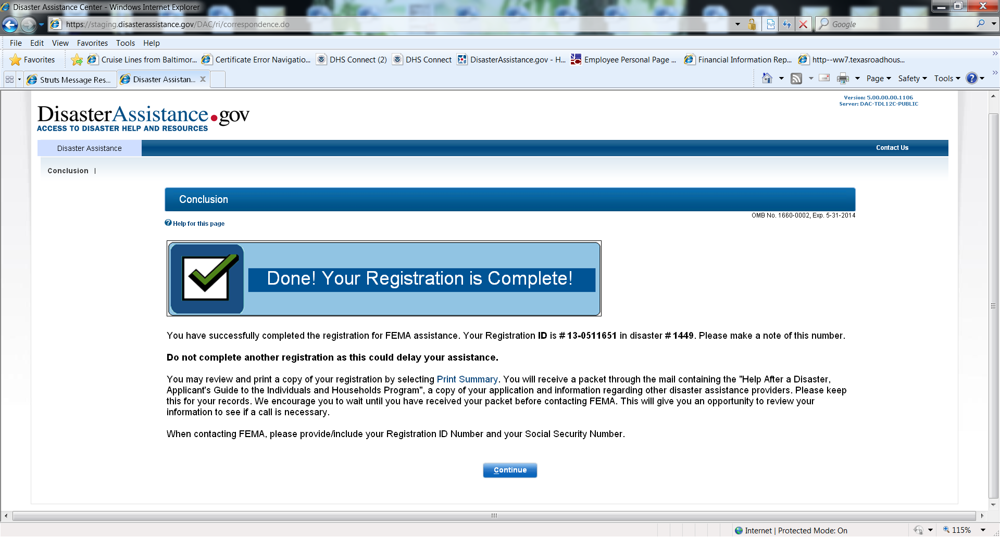 Disaster Assistance Center - Windows Internet Explorer
https://staging.disasterassistance.gov/DAC/ri/correspondence.do
Google
File Edit View Favorites Tools Help
Favorites
Cruise Lines from Baltimor...
Certificate Error Navigatio...
DHS Connect (2)
DHS Connect
DisasterAssistance.gov - H...
Employee Personal Page ...
Financial Information Rep...
http--ww7.texasroadhous...
Struts Message Res...
Disaster Assistan...
Page Safety Tools
Version: 5.00.00.00.1106
Server: DAC-TDL12C-PUBLIC
DisasterAssistance.gov
ACCESS TO DISASTER HELP AND RESOURCES
Disaster Assistance
Contact Us
Conclusion |
Conclusion
OMB No. 1660-0002, Exp. 5-31-2014
Help for this page
Done! Your Registration is Complete!
You have successfully completed the registration for FEMA assistance. Your Registration ID is # 13-0511651 in disaster # 1449. Please make a note of this number.
Do not complete another registration as this could delay your assistance.
You may review and print a copy of your registration by selecting Print Summary. You will receive a packet through the mail containing the "Help After a Disaster,
Applicant's Guide to the Individuals and Households Program", a copy of your application and information regarding other disaster assistance providers. Please keep
this for your records. We encourage you to wait until you have received your packet before contacting FEMA. This will give you an opportunity to review your
information to see if a call is necessary.
When contacting FEMA, please provide/include your Registration ID Number and your Social Security Number.
Continue
Internet | Protected Mode: On
115%